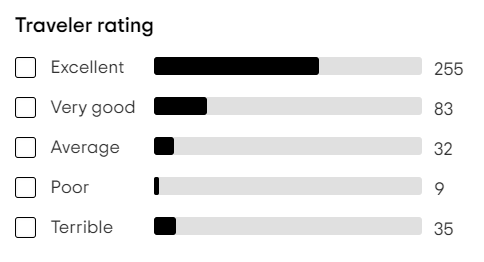 Traveler rating
Excellent 255
Very good 83
Average 32
Poor 9
Terrible 35